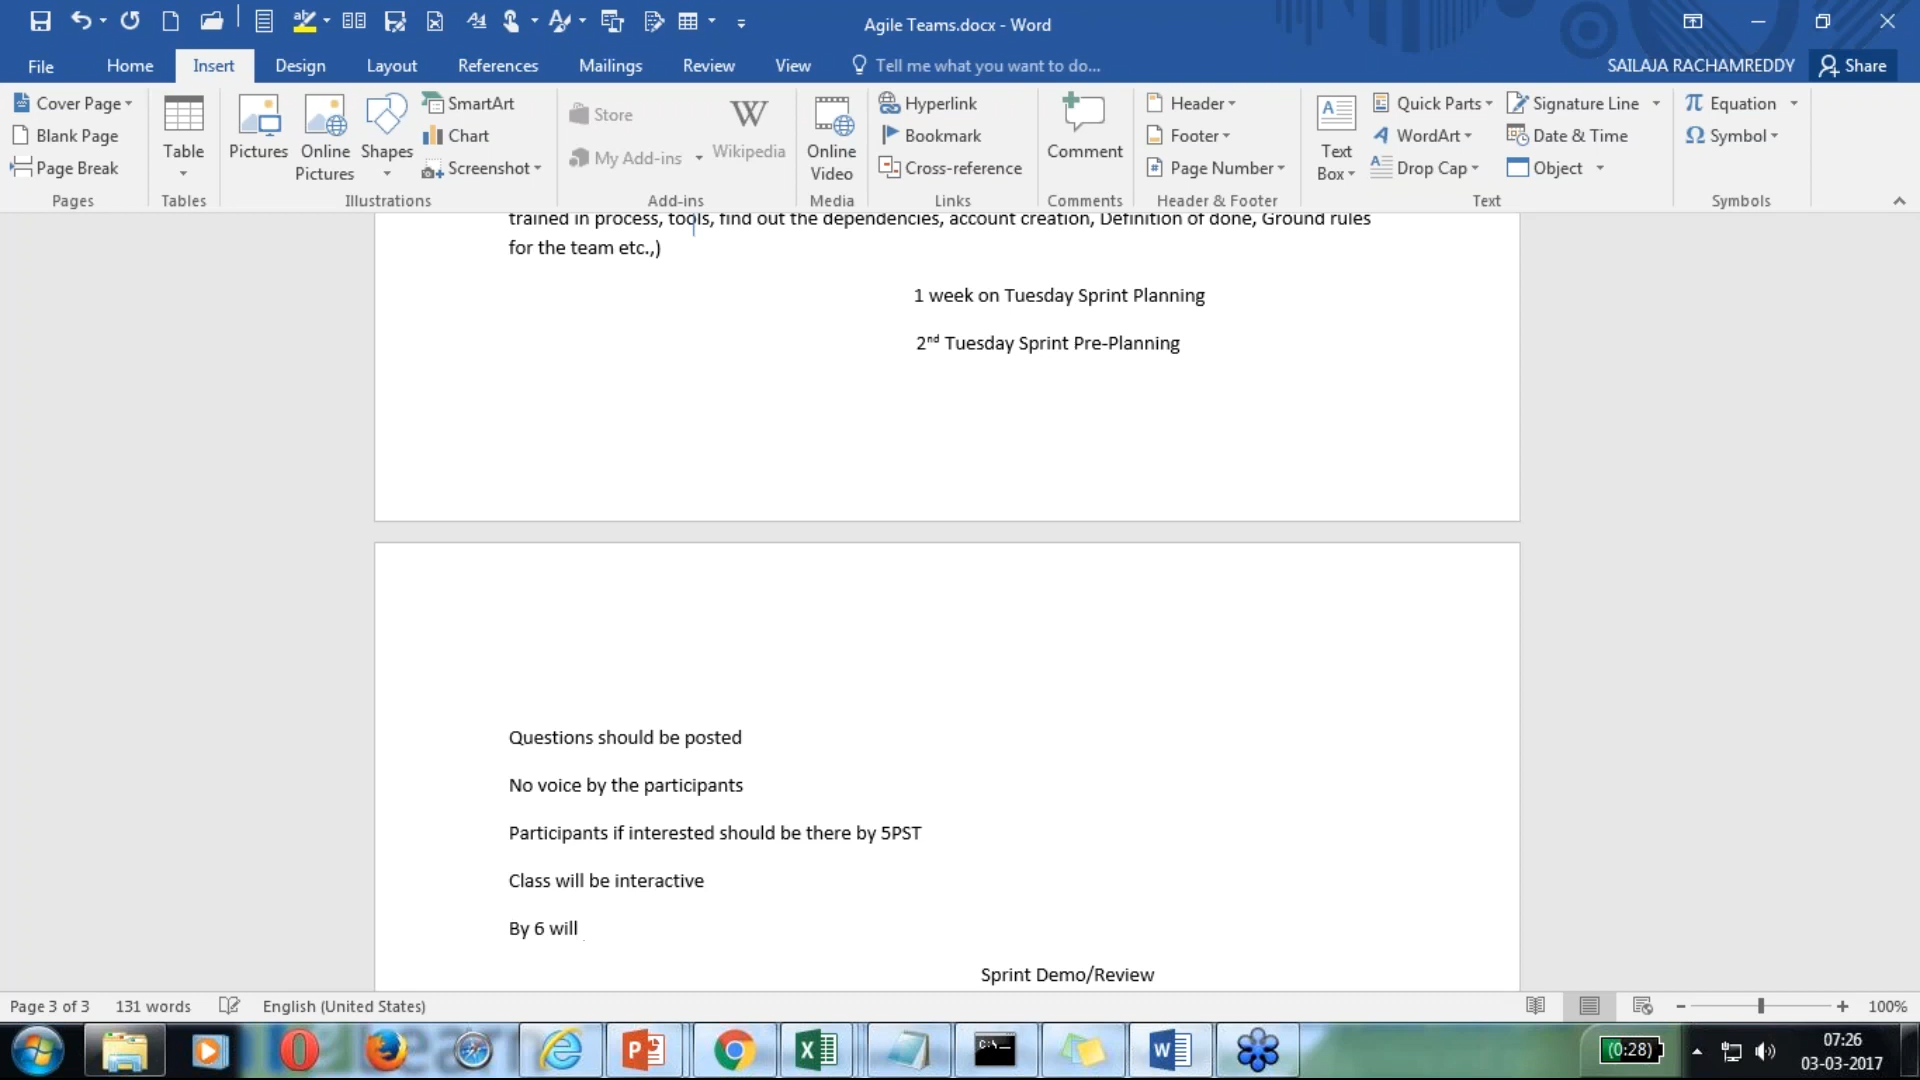 Agile Teams.docx - Word
File Home Insert Design Layout References Mailings Review View Tell me what you want to do... SAILAJA RACHAMREDDY Share
Cover Page
Blank Page
Page Break
Pages
Table
Tables
Pictures
Online Pictures
Shapes
SmartArt
Chart
Screenshot
Illustrations
Store
My Add-ins
Wikipedia
Add-ins
Online Video
Media
Hyperlink
Bookmark
Cross-reference
Links
Comment
Comments
Header
Footer
Page Number
Header & Footer
Text Box
Quick Parts
WordArt
Drop Cap
Signature Line
Date & Time
Object
Text
Equation
Symbol
Symbols
trained in process, tools, find out the dependencies, account creation, Definition of done, Ground rules
for the team etc.,)
1 week on Tuesday Sprint Planning
2nd Tuesday Sprint Pre-Planning
Questions should be posted
No voice by the participants
Participants if interested should be there by 5PST
Class will be interactive
By 6 will
Sprint Demo/Review
Page 3 of 3 131 words English (United States) 100%
(0:28)
07:26
03-03-2017